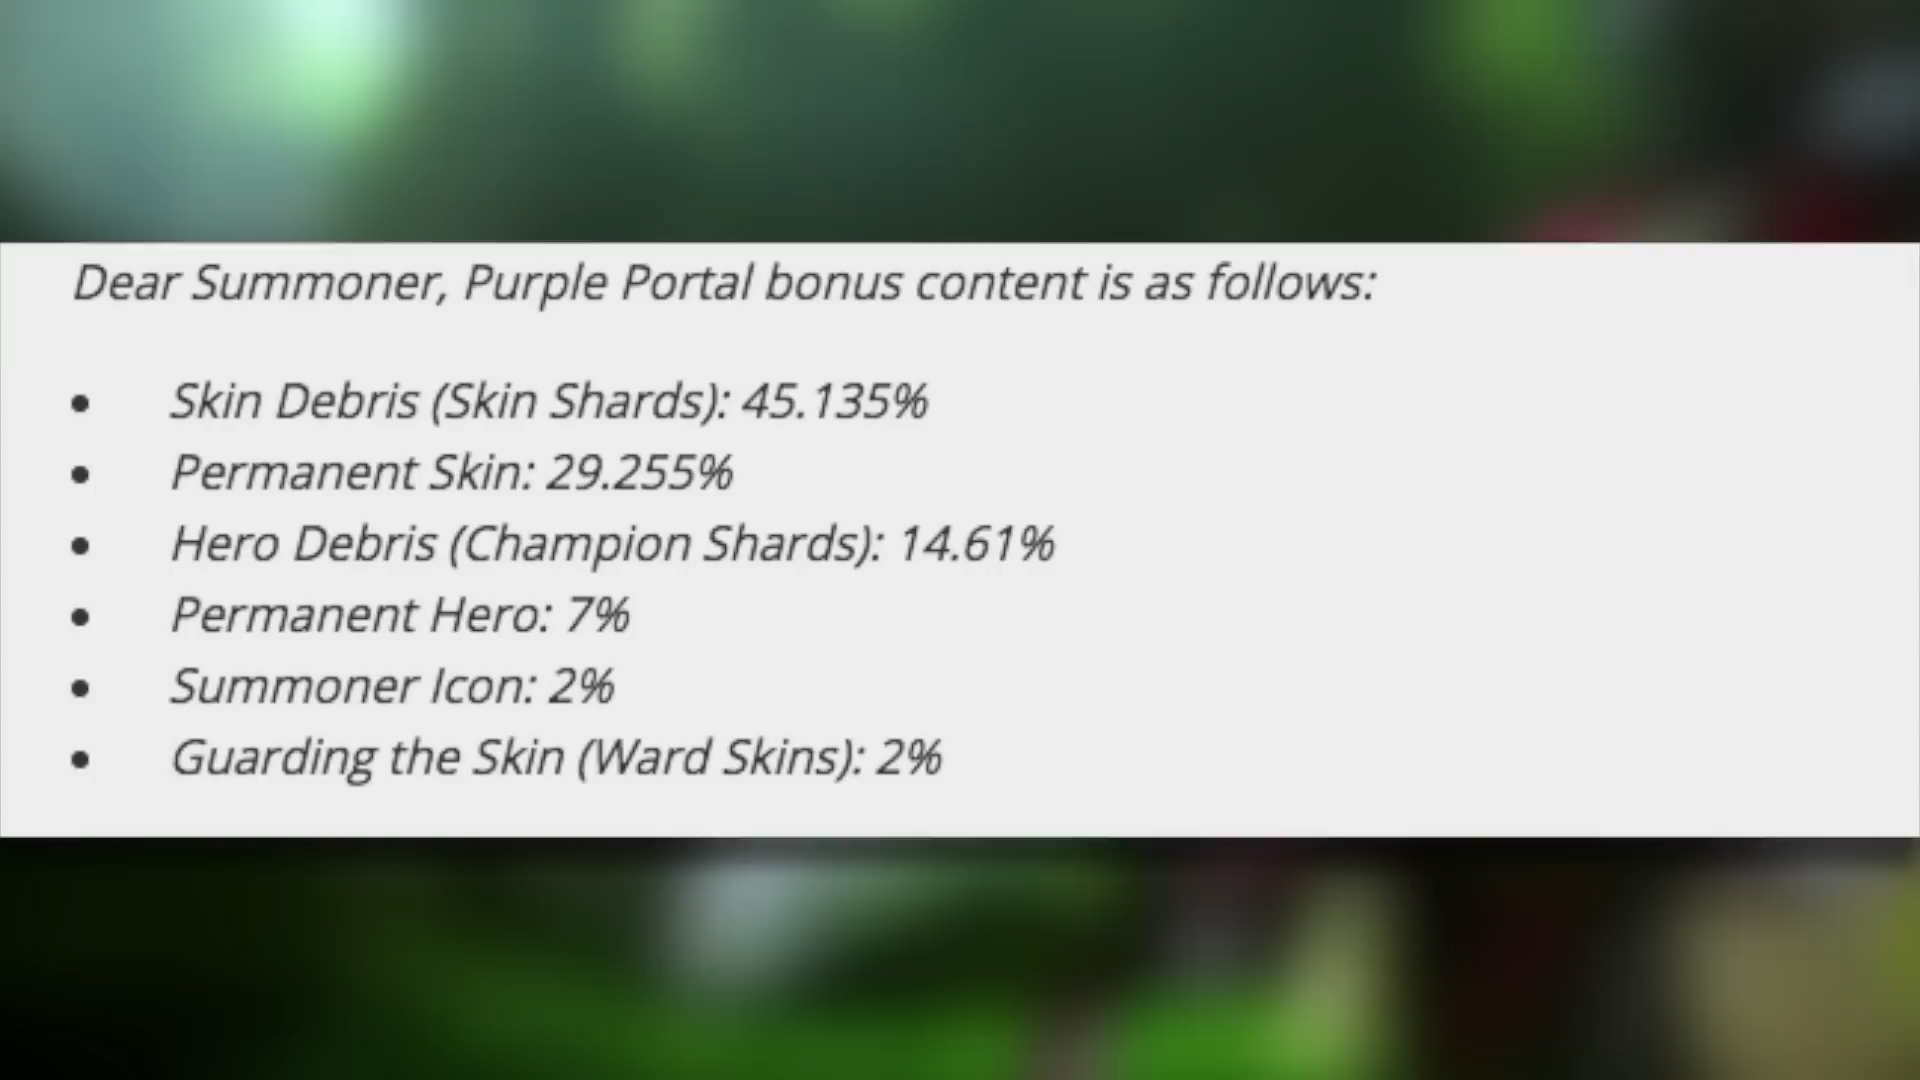 Dear Summoner, Purple Portal bonus content is as follows:
• Skin Debris (Skin Shards): 45.135%
• Permanent Skin: 29.255%
• Hero Debris (Champion Shards): 14.61%
• Permanent Hero: 7%
• Summoner Icon: 2%
• Guarding the Skin (Ward Skins): 2%